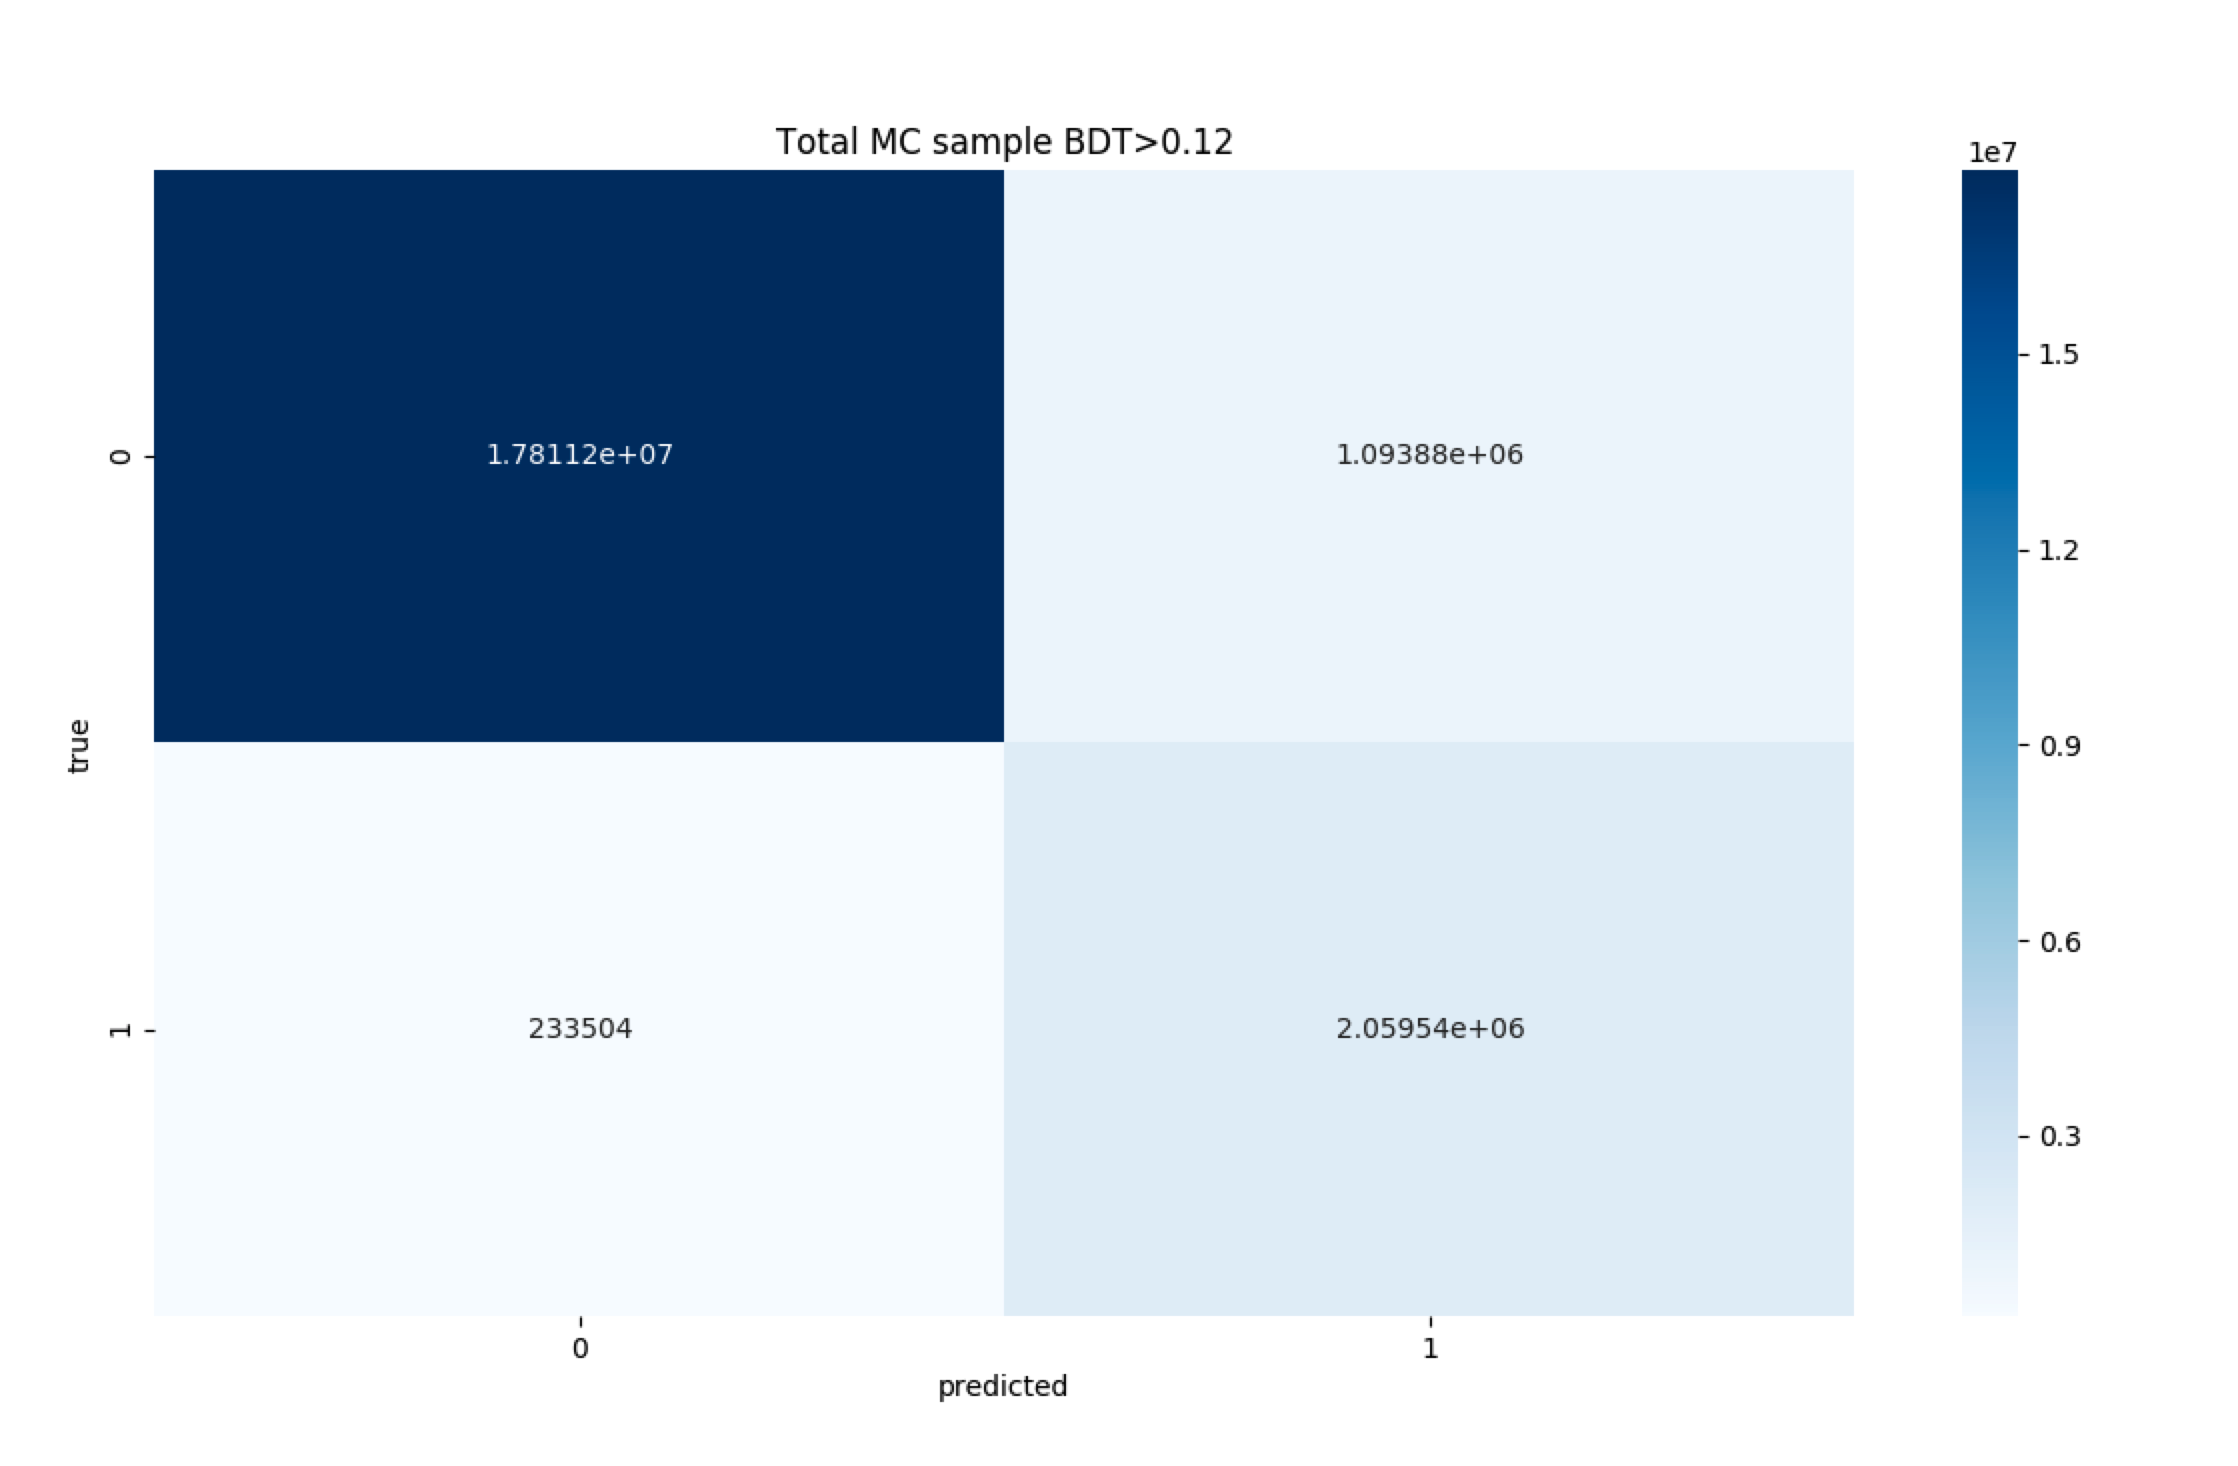 Total MC sample BDT>0.12
1e7
1.78112e+07 1.09388e+06
233504 2.05954e+06
0
1
true
0 1
predicted
1.5
1.2
0.9
0.6
0.3